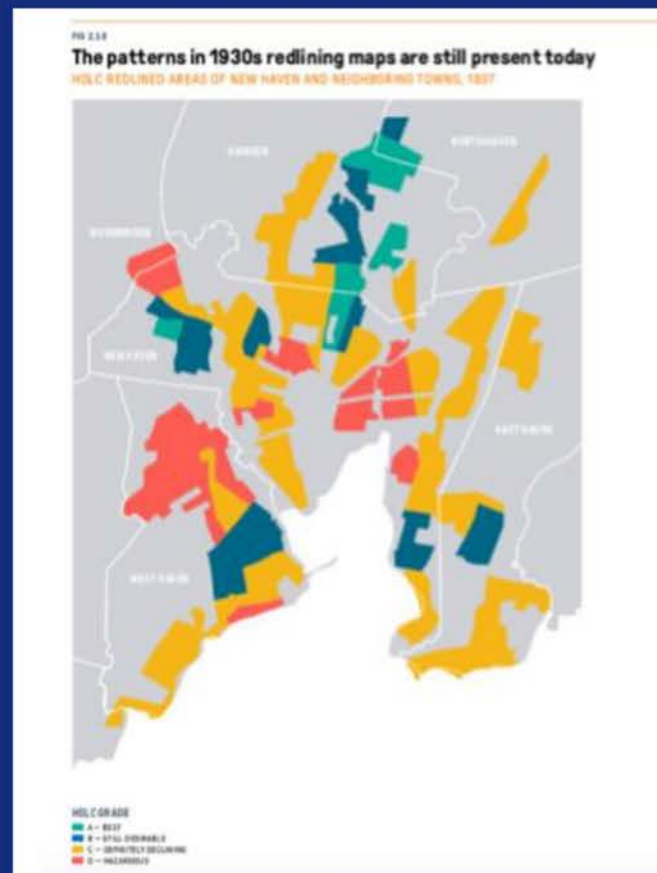 FIG 2.10
The patterns in 1930s redlining maps are still present today
HOLC REDLINED AREAS OF NEW HAVEN AND NEIGHBORING TOWNS, 1937
HAMDEN
NORTH HAVEN
WOODBRIDGE
NEW HAVEN
EAST HAVEN
WEST HAVEN
HOLC GRADE
A – BEST
B – STILL DESIRABLE
C – DEFINITELY DECLINING
D – HAZARDOUS